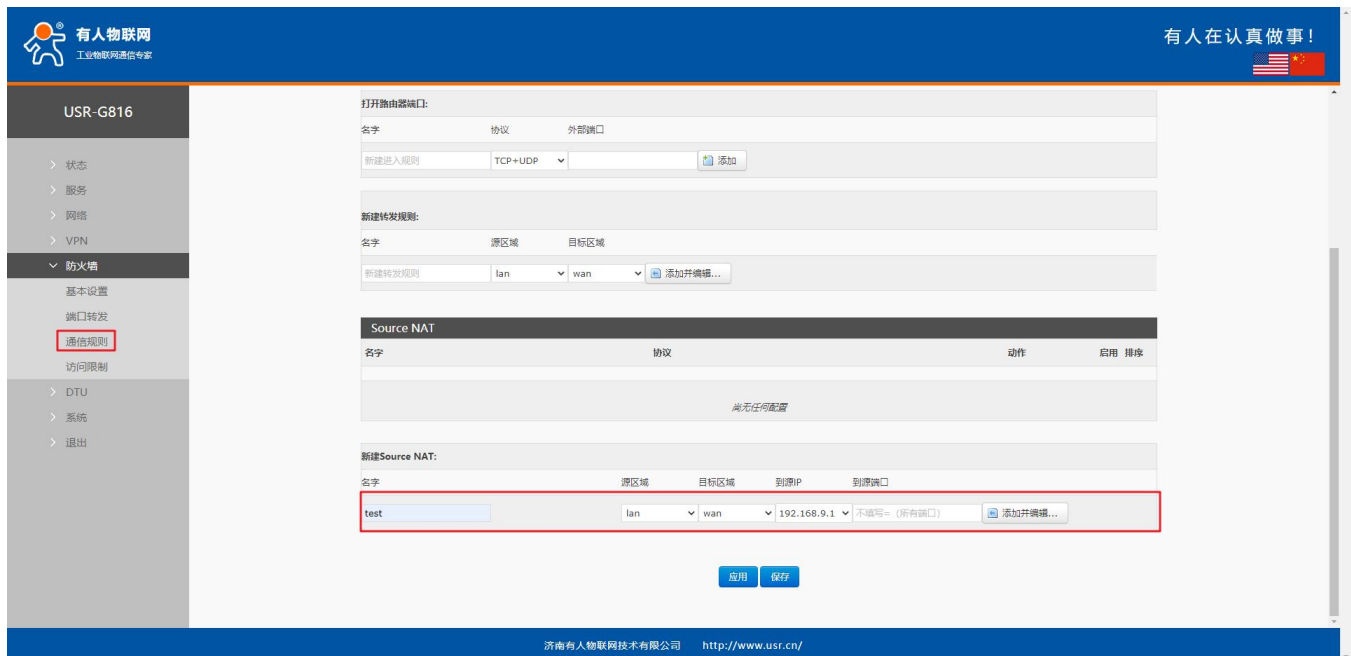 有人物联网
工业物联网通信专家
有人在认真做事!
USR-G816
状态
服务
网络
VPN
防火墙
基本设置
端口转发
通信规则
访问限制
DTU
系统
退出
打开路由器端口:
名字 协议 外部端口
新建进入规则 TCP+UDP 添加
新建转发规则:
名字 源区域 目标区域
新建转发规则 lan wan 添加并编辑...
Source NAT
名字 协议 动作 启用 排序
尚无任何配置
新建Source NAT:
名字 源区域 目标区域 到源IP 到源端口
test lan wan 192.168.9.1 不填写=（所有端口） 添加并编辑...
应用 保存
济南有人物联网技术有限公司 http://www.usr.cn/